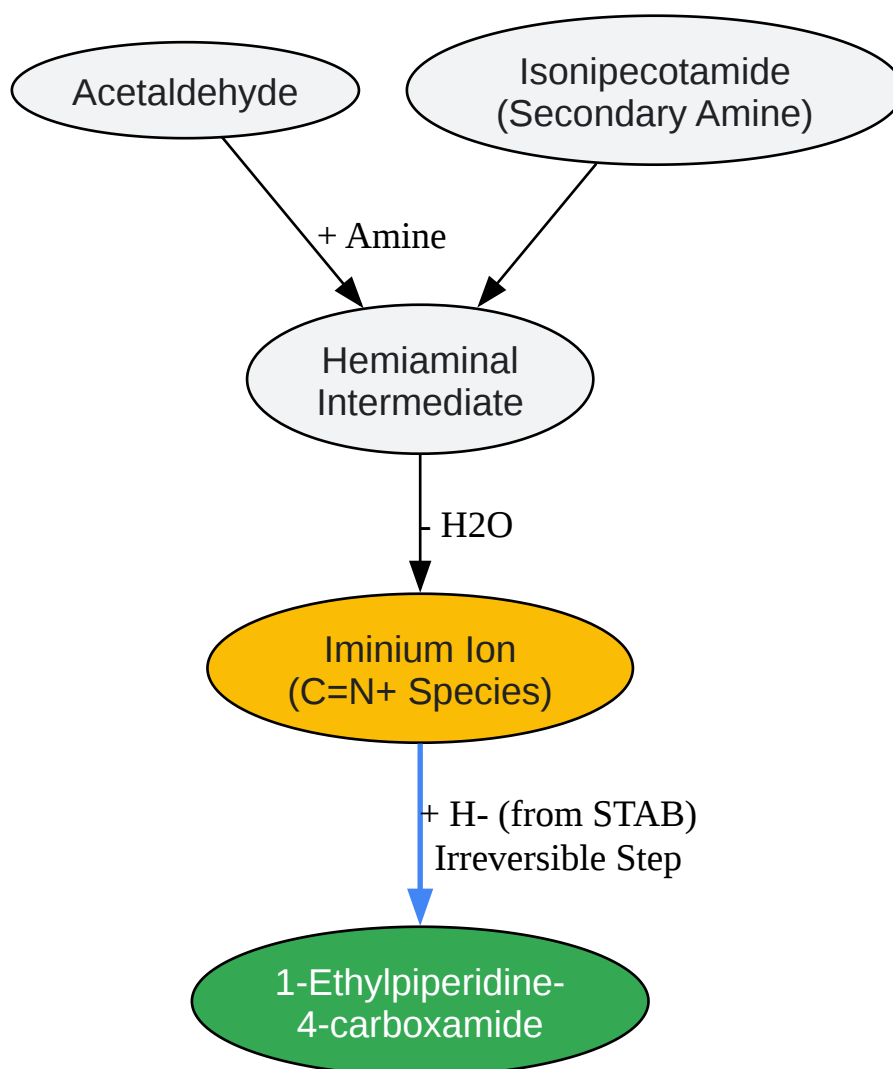 Acetaldehyde
Isonipecotamide
(Secondary Amine)
+ Amine
Hemiaminal
Intermediate
- H2O
Iminium Ion
(C=N+ Species)
+ H- (from STAB)
Irreversible Step
1-Ethylpiperidine-
4-carboxamide